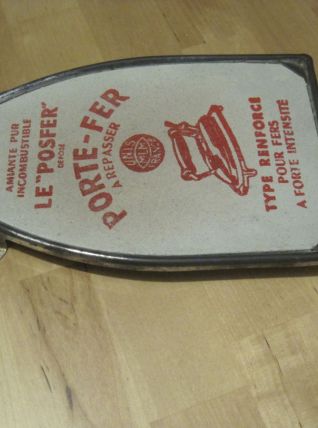 AMIANTE PUR
INCOMBUSTIBLE
LE "POSFER"
DÉPOSÉ
PORTE-FER
A REPASSER
TYPE RENFORCÉ
POUR FERS
A FORTE INTENSITÉ